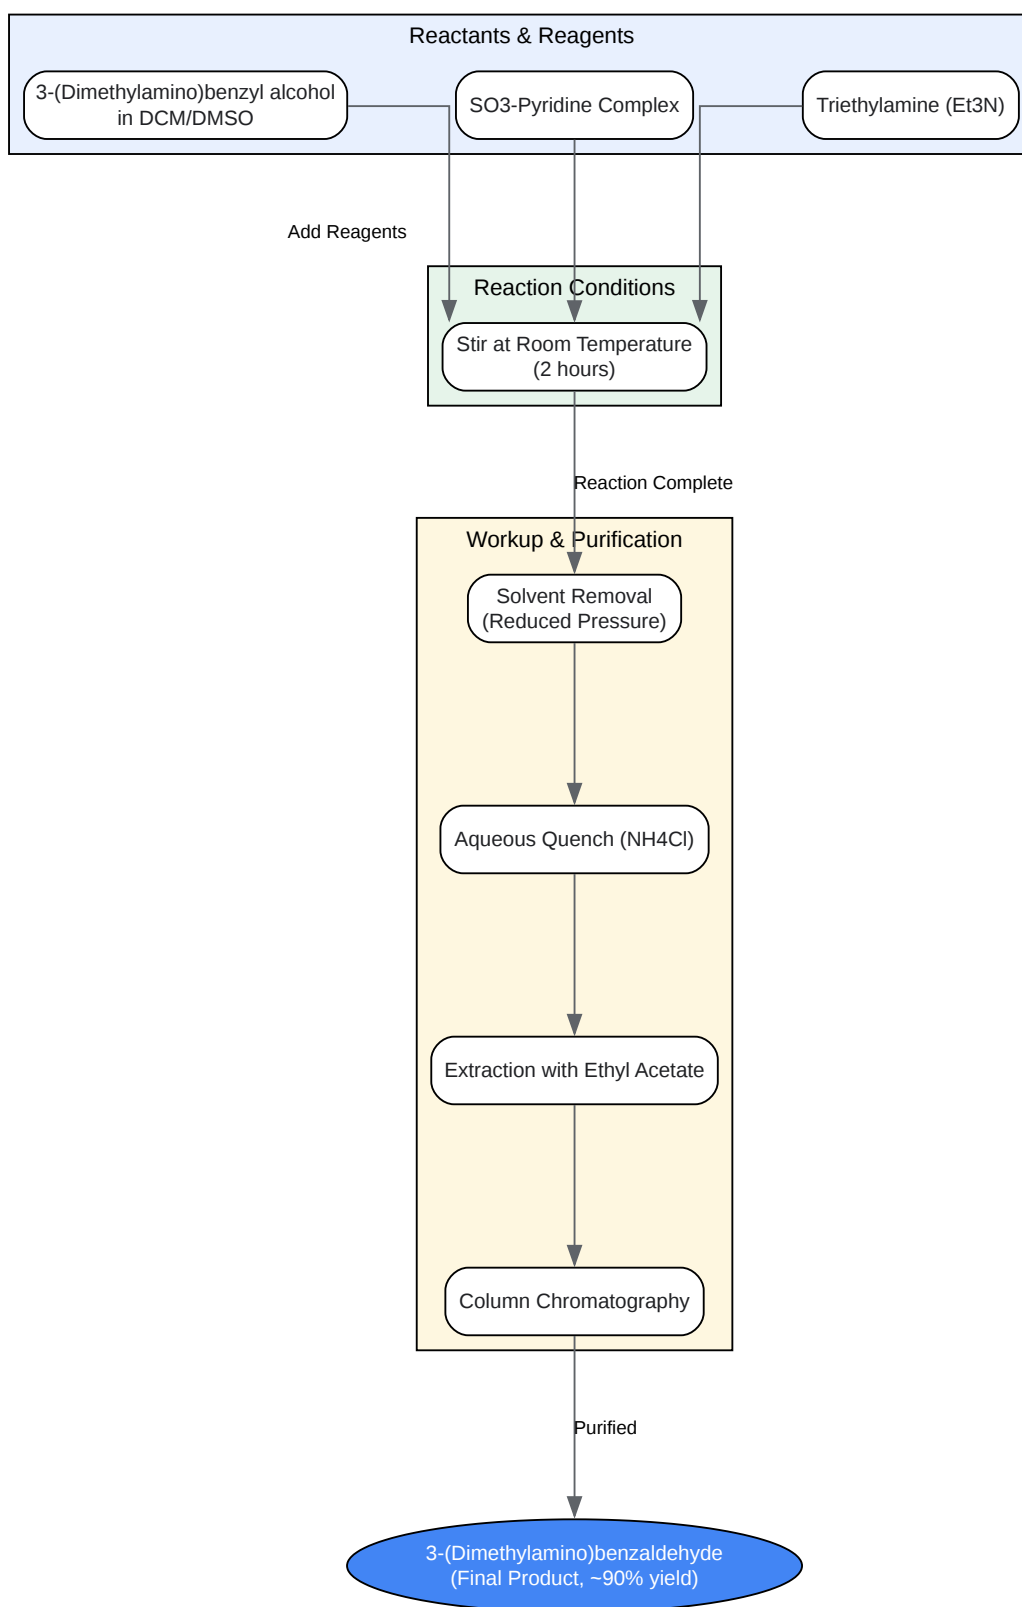 Reactants & Reagents
3-(Dimethylamino)benzyl alcohol
in DCM/DMSO
SO3-Pyridine Complex
Triethylamine (Et3N)
Add Reagents
Reaction Conditions
Stir at Room Temperature
(2 hours)
Reaction Complete
Workup & Purification
Solvent Removal
(Reduced Pressure)
Aqueous Quench (NH4Cl)
Extraction with Ethyl Acetate
Column Chromatography
Purified
3-(Dimethylamino)benzaldehyde
(Final Product, ~90% yield)